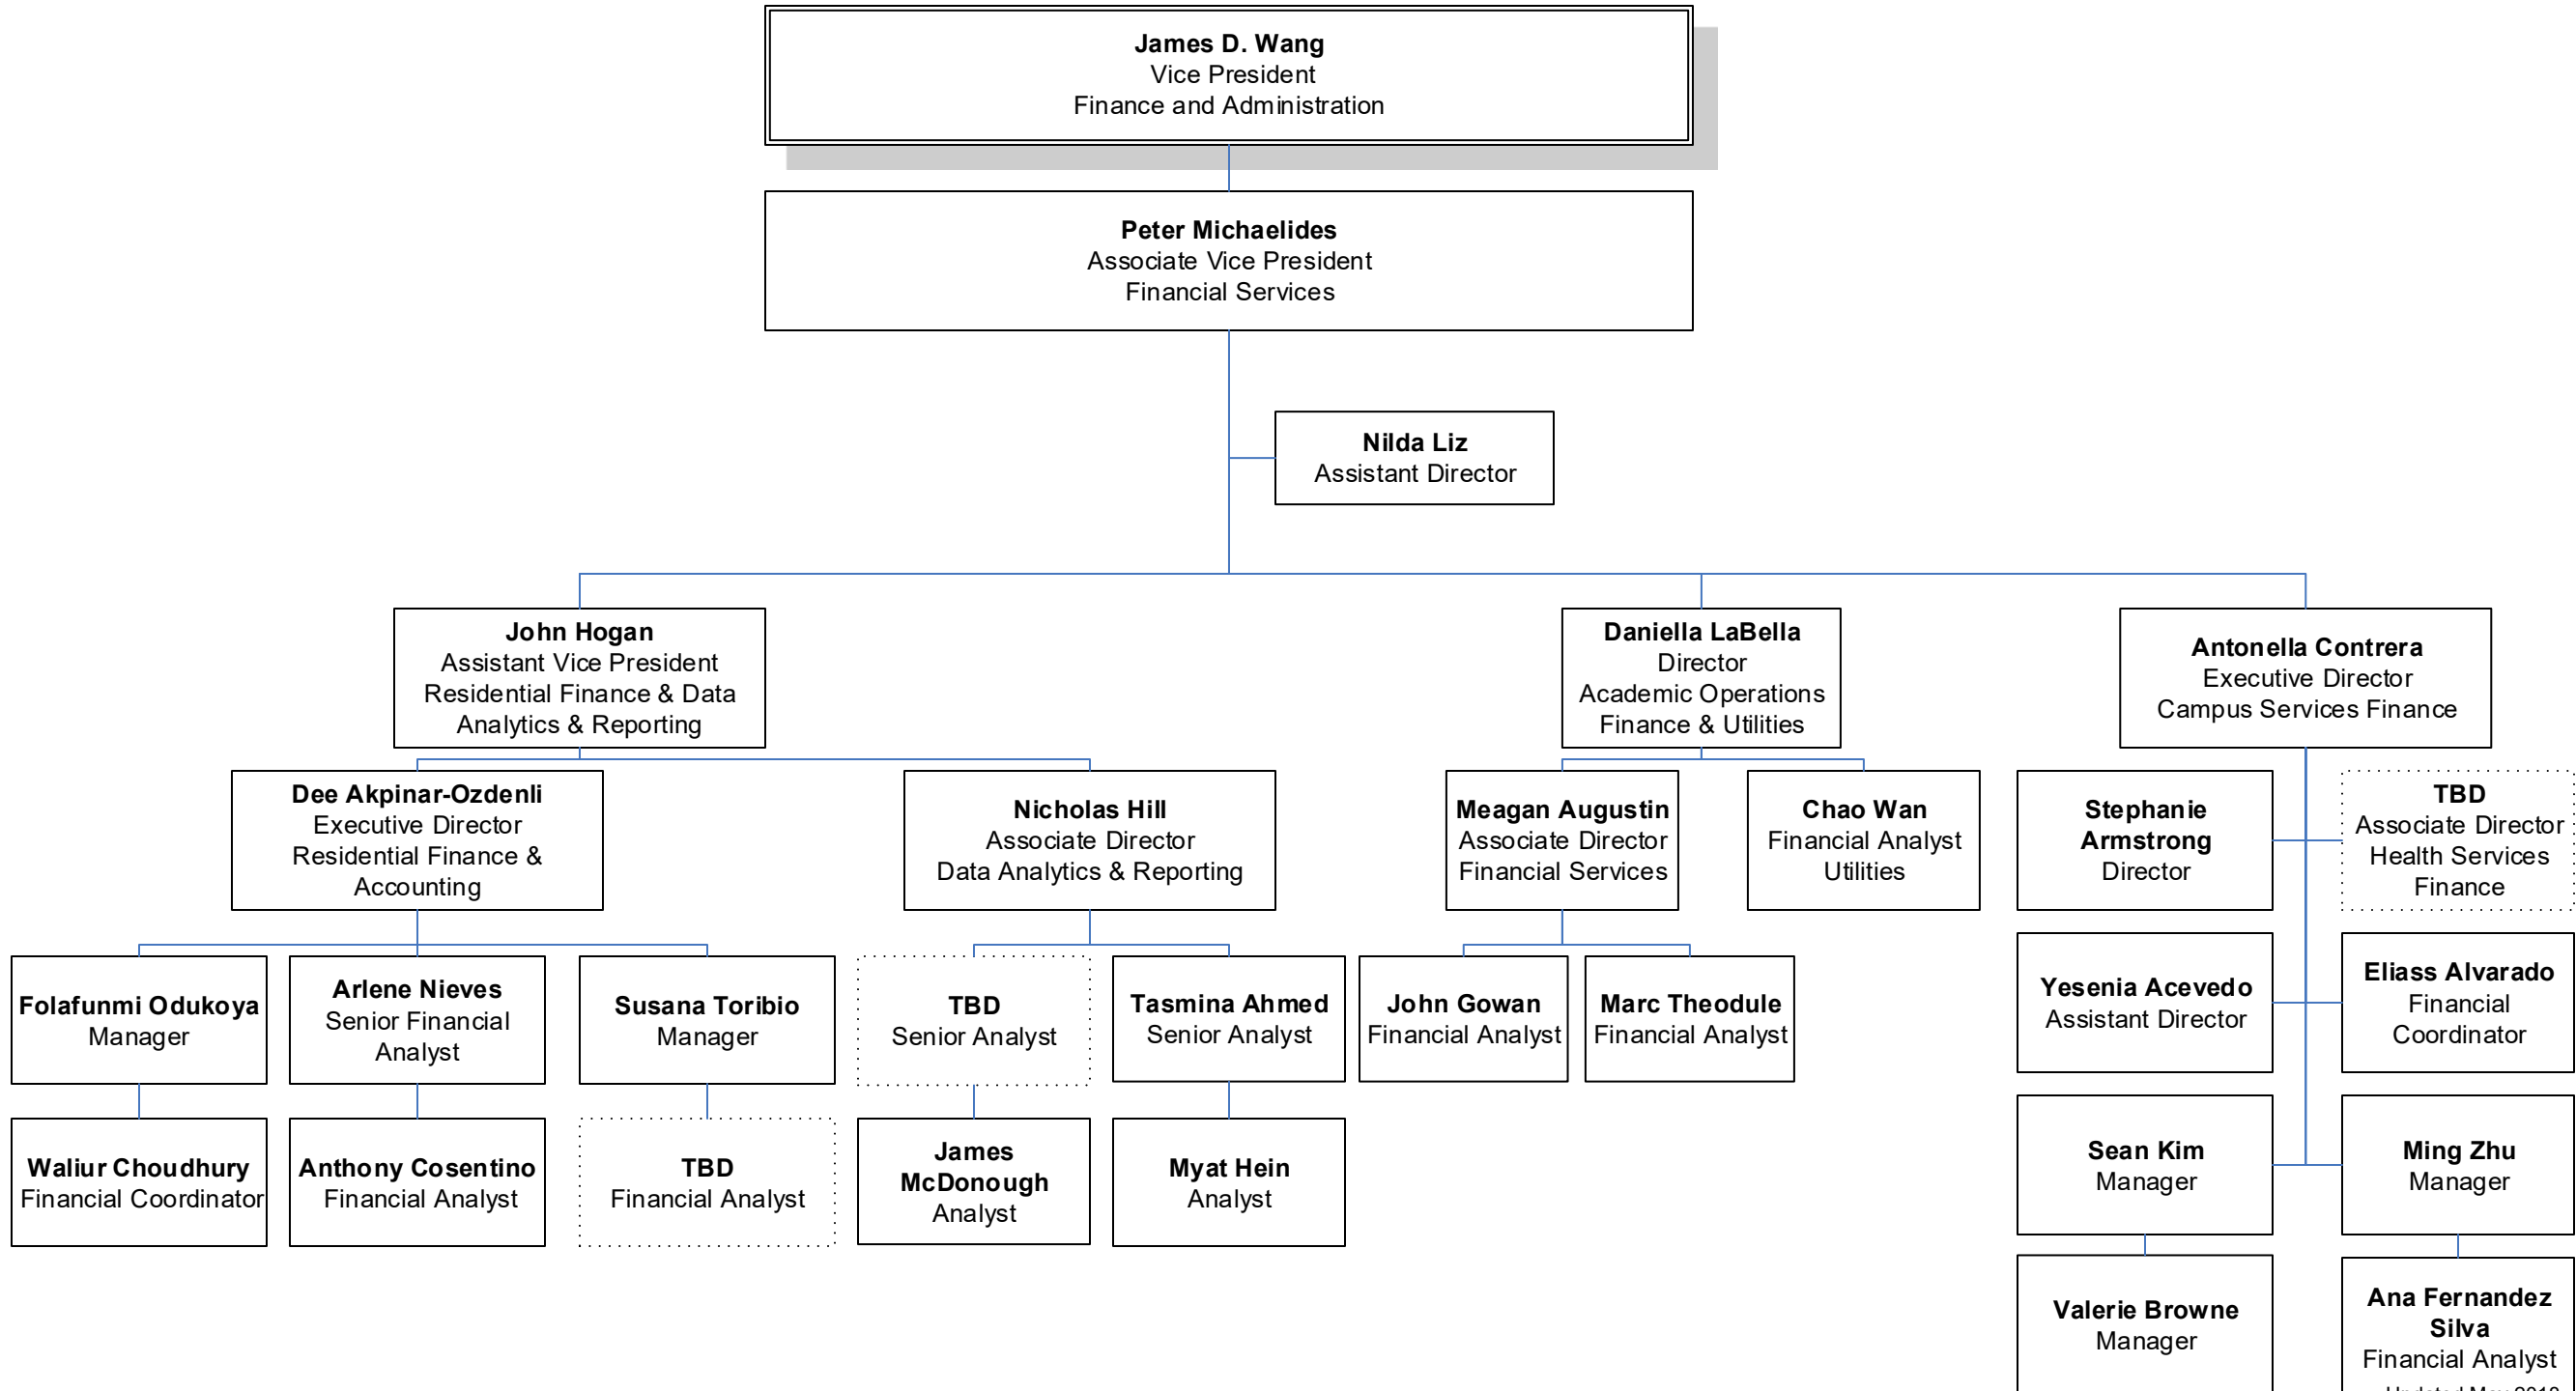 James D. Wang
Vice President
Finance and Administration
Peter Michaelides
Associate Vice President
Financial Services
Nilda Liz
Assistant Director
John Hogan
Assistant Vice President
Residential Finance & Data
Analytics & Reporting
Daniella LaBella
Director
Academic Operations
Finance & Utilities
Antonella Contrera
Executive Director
Campus Services Finance
Dee Akpinar-Ozdenli
Executive Director
Residential Finance &
Accounting
Nicholas Hill
Associate Director
Data Analytics & Reporting
Meagan Augustin
Associate Director
Financial Services
Chao Wan
Financial Analyst
Utilities
Stephanie
Armstrong
Director
TBD
Associate Director
Health Services
Finance
Folafunmi Odukoya
Manager
Arlene Nieves
Senior Financial
Analyst
Susana Toribio
Manager
TBD
Senior Analyst
Tasmina Ahmed
Senior Analyst
John Gowan
Financial Analyst
Marc Theodule
Financial Analyst
Yesenia Acevedo
Assistant Director
Eliass Alvarado
Financial
Coordinator
Waliur Choudhury
Financial Coordinator
Anthony Cosentino
Financial Analyst
TBD
Financial Analyst
James
McDonough
Analyst
Myat Hein
Analyst
Sean Kim
Manager
Ming Zhu
Manager
Valerie Browne
Manager
Ana Fernandez
Silva
Financial Analyst
Updated May